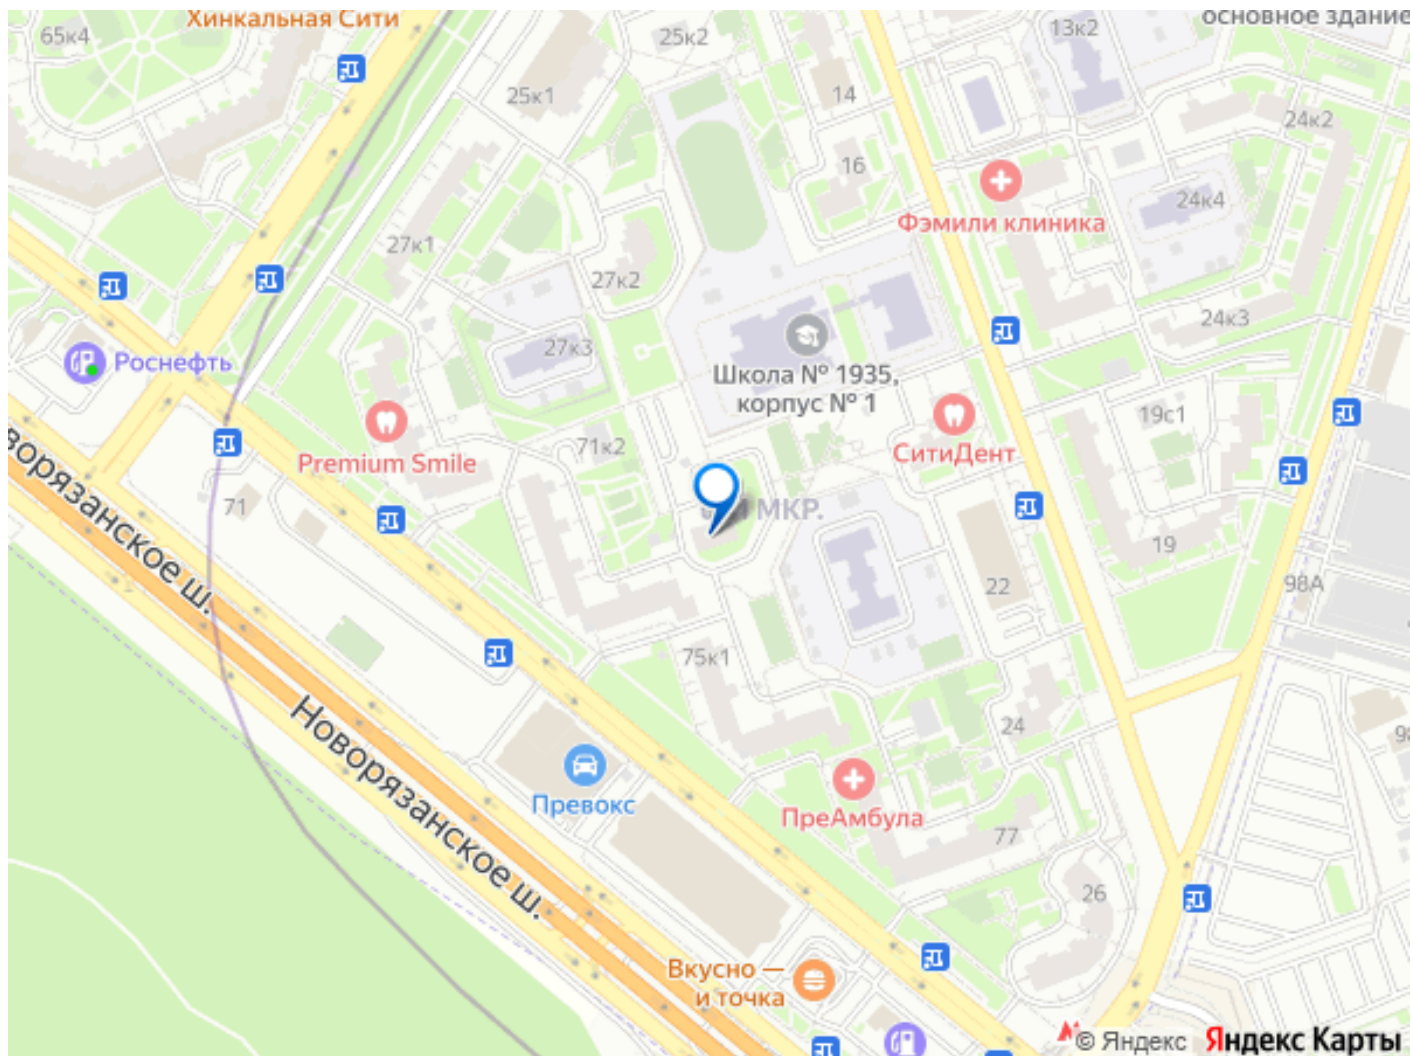 Хинкальная Сити
основное здание
65к4
25к2
13к2
25к1
14
24к2
16
24к4
Фэмили клиника
27к1
27к2
24к3
27к3
Роснефть
Школа № 1935,
корпус № 1
19с1
71к2
СитиДент
Premium Smile
71
МКР.
19
ворязанское ш.
22
98А
75к1
Новорязанское ш.
24
98
Превокс
ПреАмбула
77
26
Вкусно —
и точка
© Яндекс Яндекс Карты